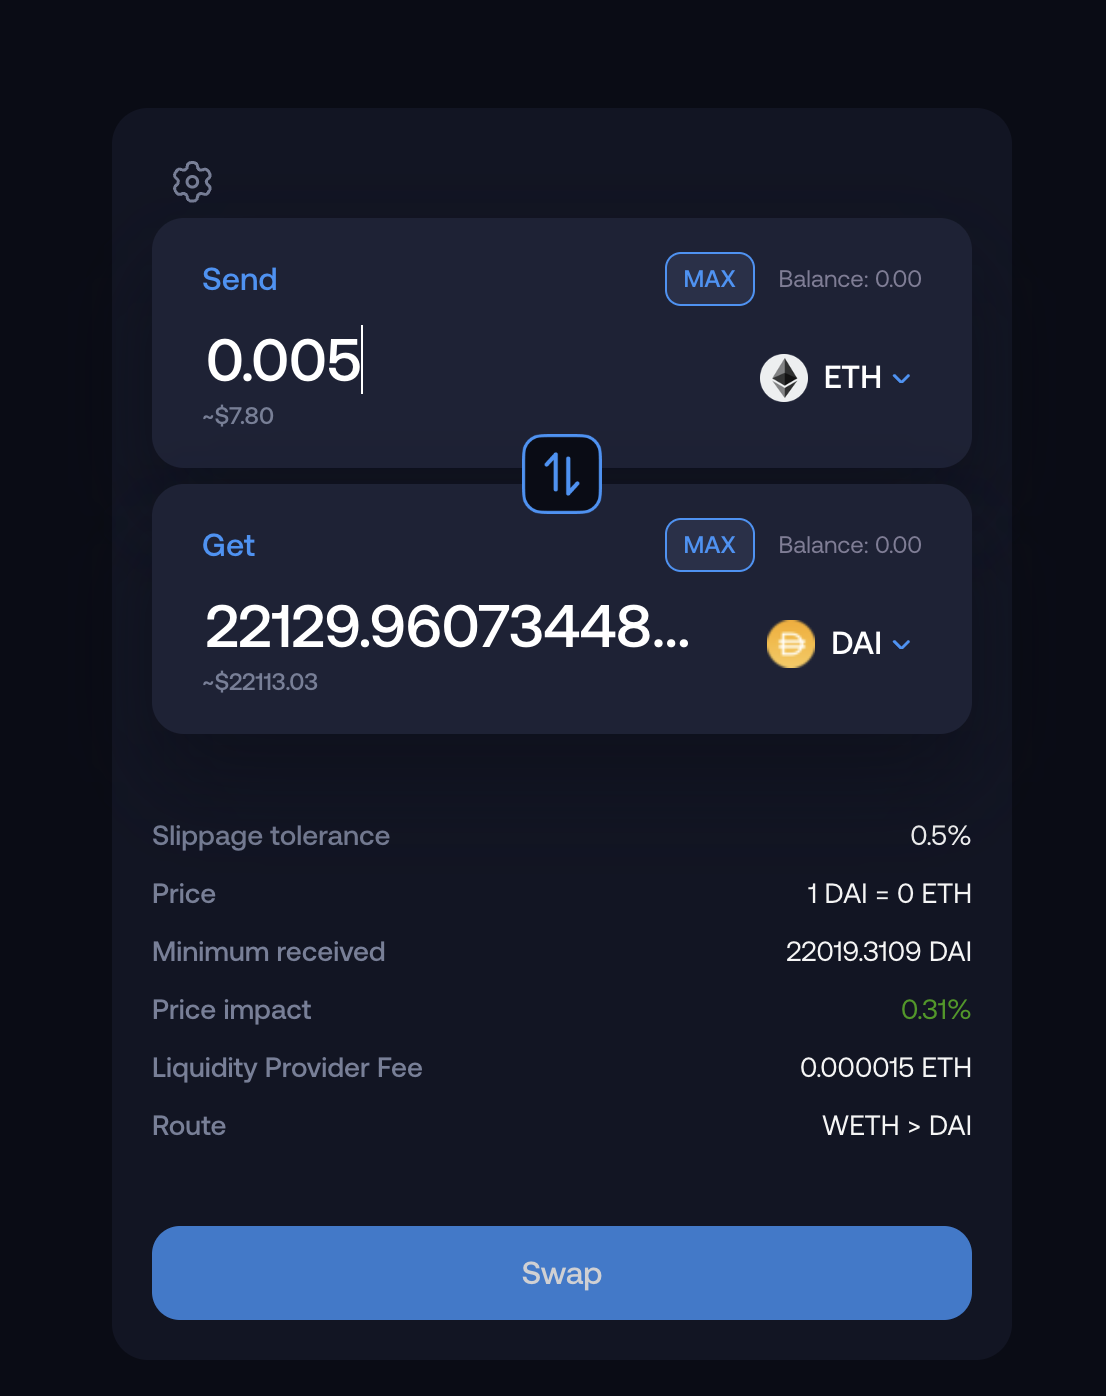 Send MAX Balance: 0.00
0.005 ETH
~$7.80
Get MAX Balance: 0.00
22129.96073448... DAI
~$22113.03
Slippage tolerance 0.5%
Price 1 DAI = 0 ETH
Minimum received 22019.3109 DAI
Price impact 0.31%
Liquidity Provider Fee 0.000015 ETH
Route WETH > DAI
Swap